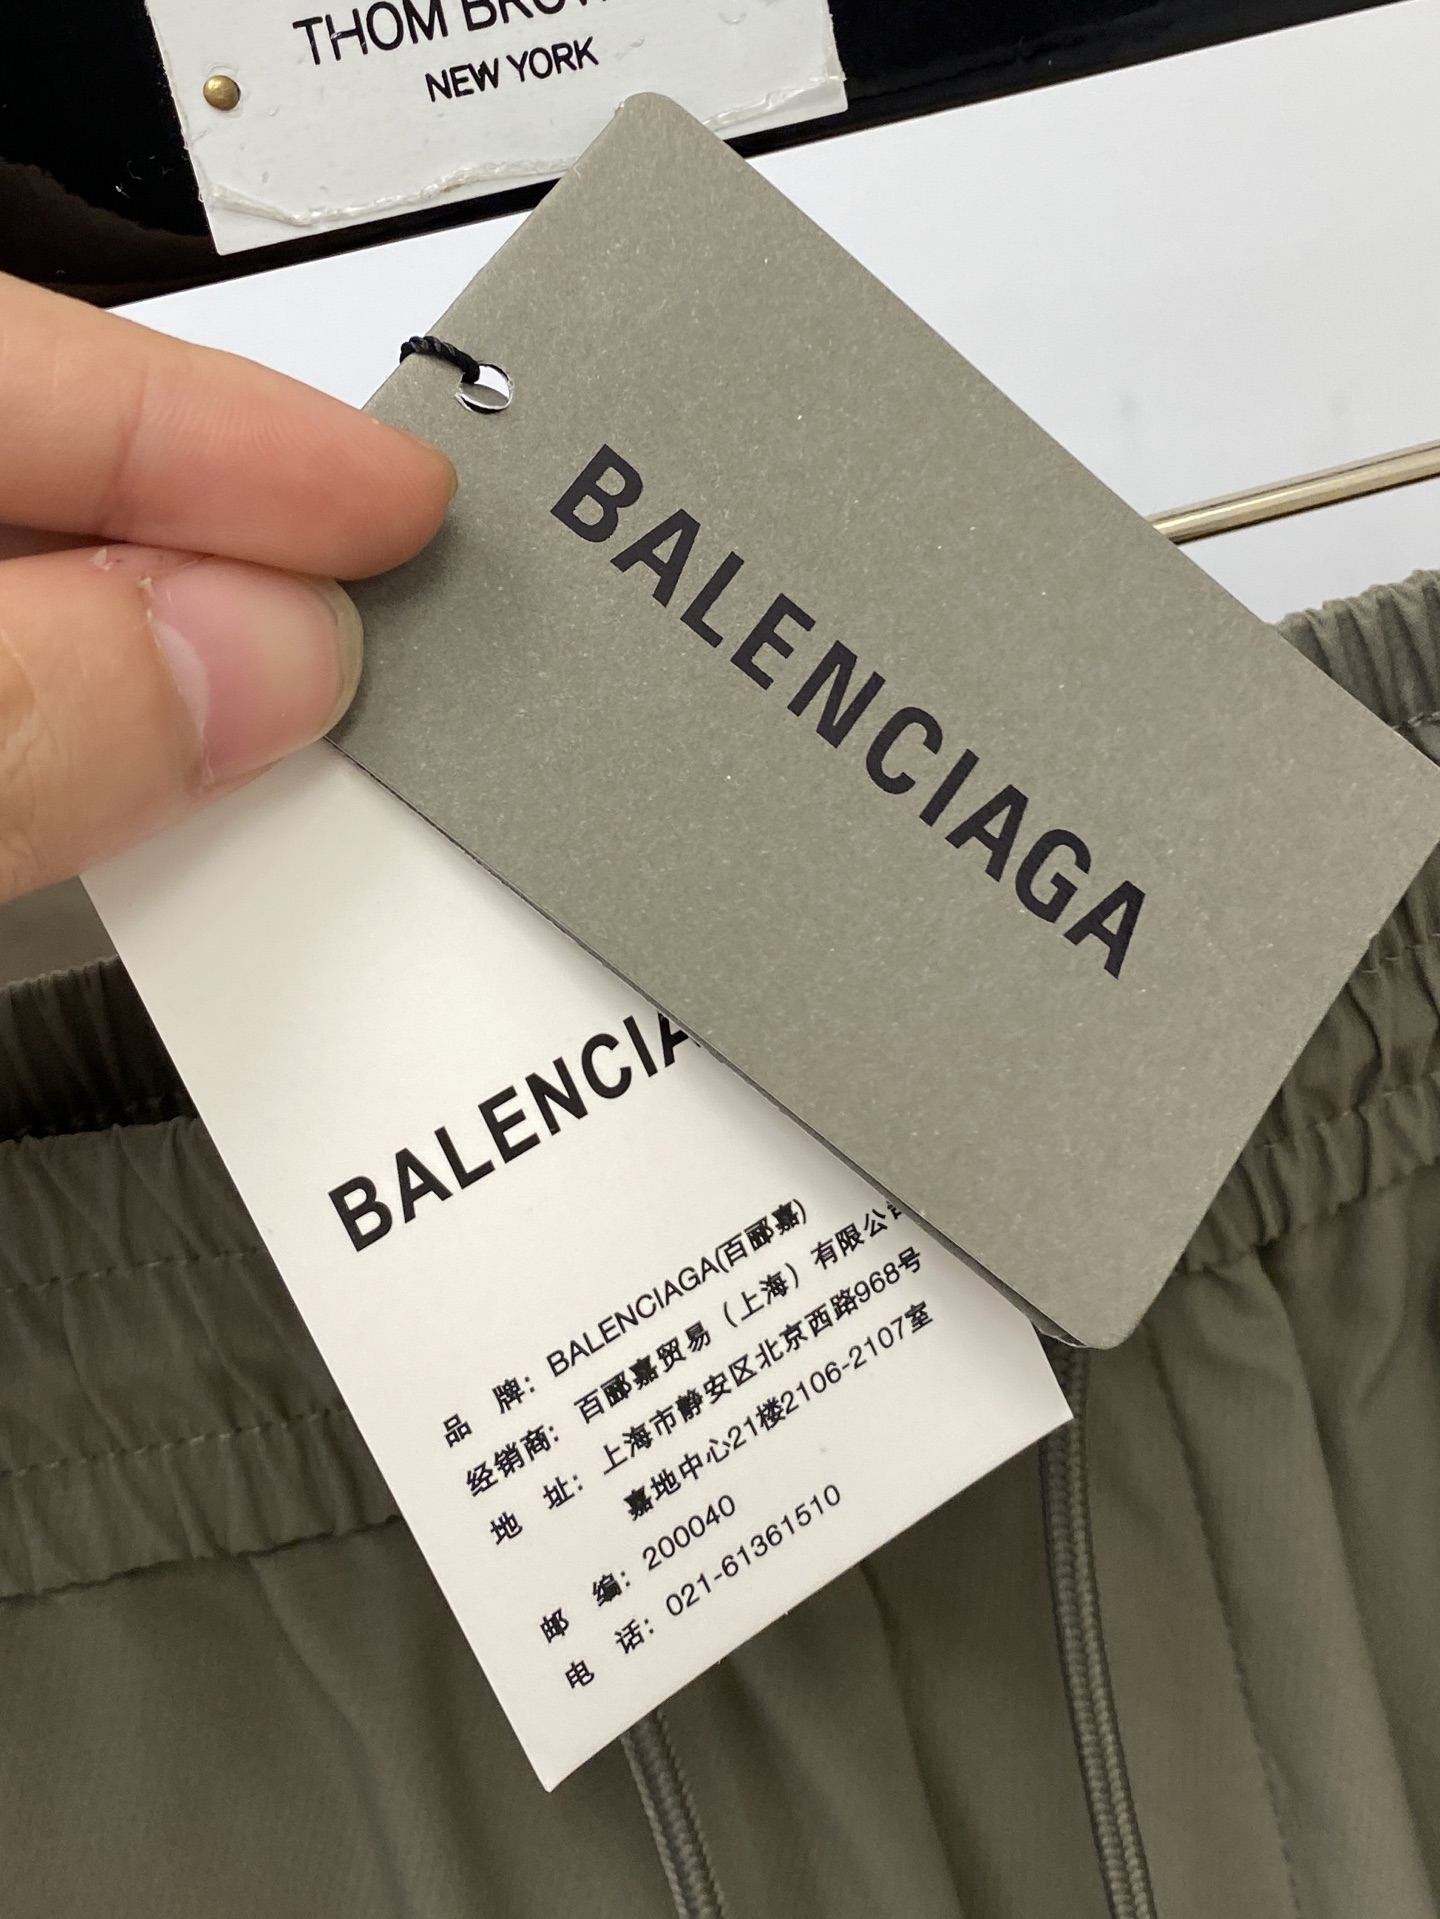 THOM BROW
NEW YORK
BALENCIAGA
BALENCIA
品 牌：BALENCIAGA(百郦嘉)
经销商：百郦嘉贸易（上海）有限公
地 址：上海市静安区北京西路968号
嘉地中心21楼2106-2107室
邮 编：200040
电 话：021-61361510